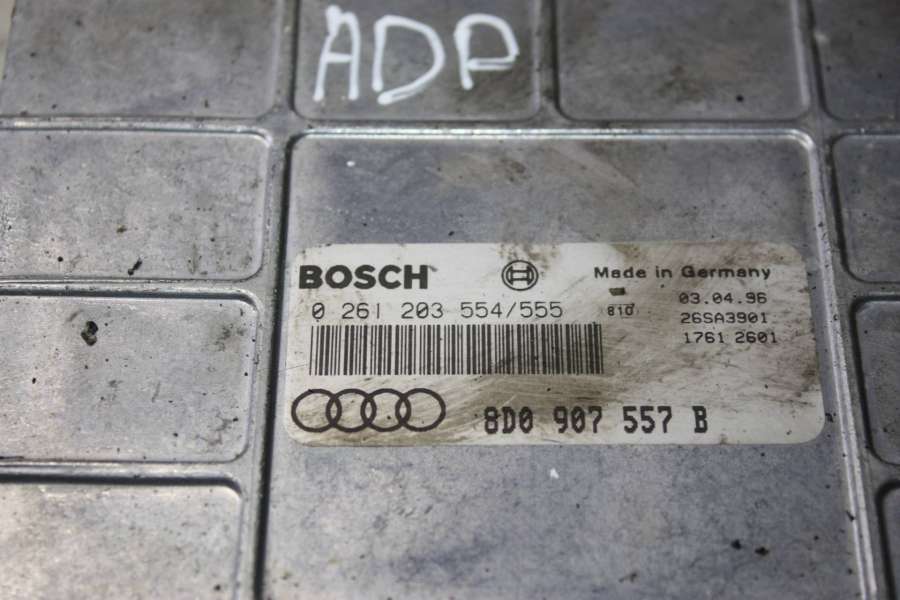 ADP
BOSCH
Made in Germany
0 261 203 554/555
810
03.04.96
26SA3901
1761 2601
8D0 907 557 B